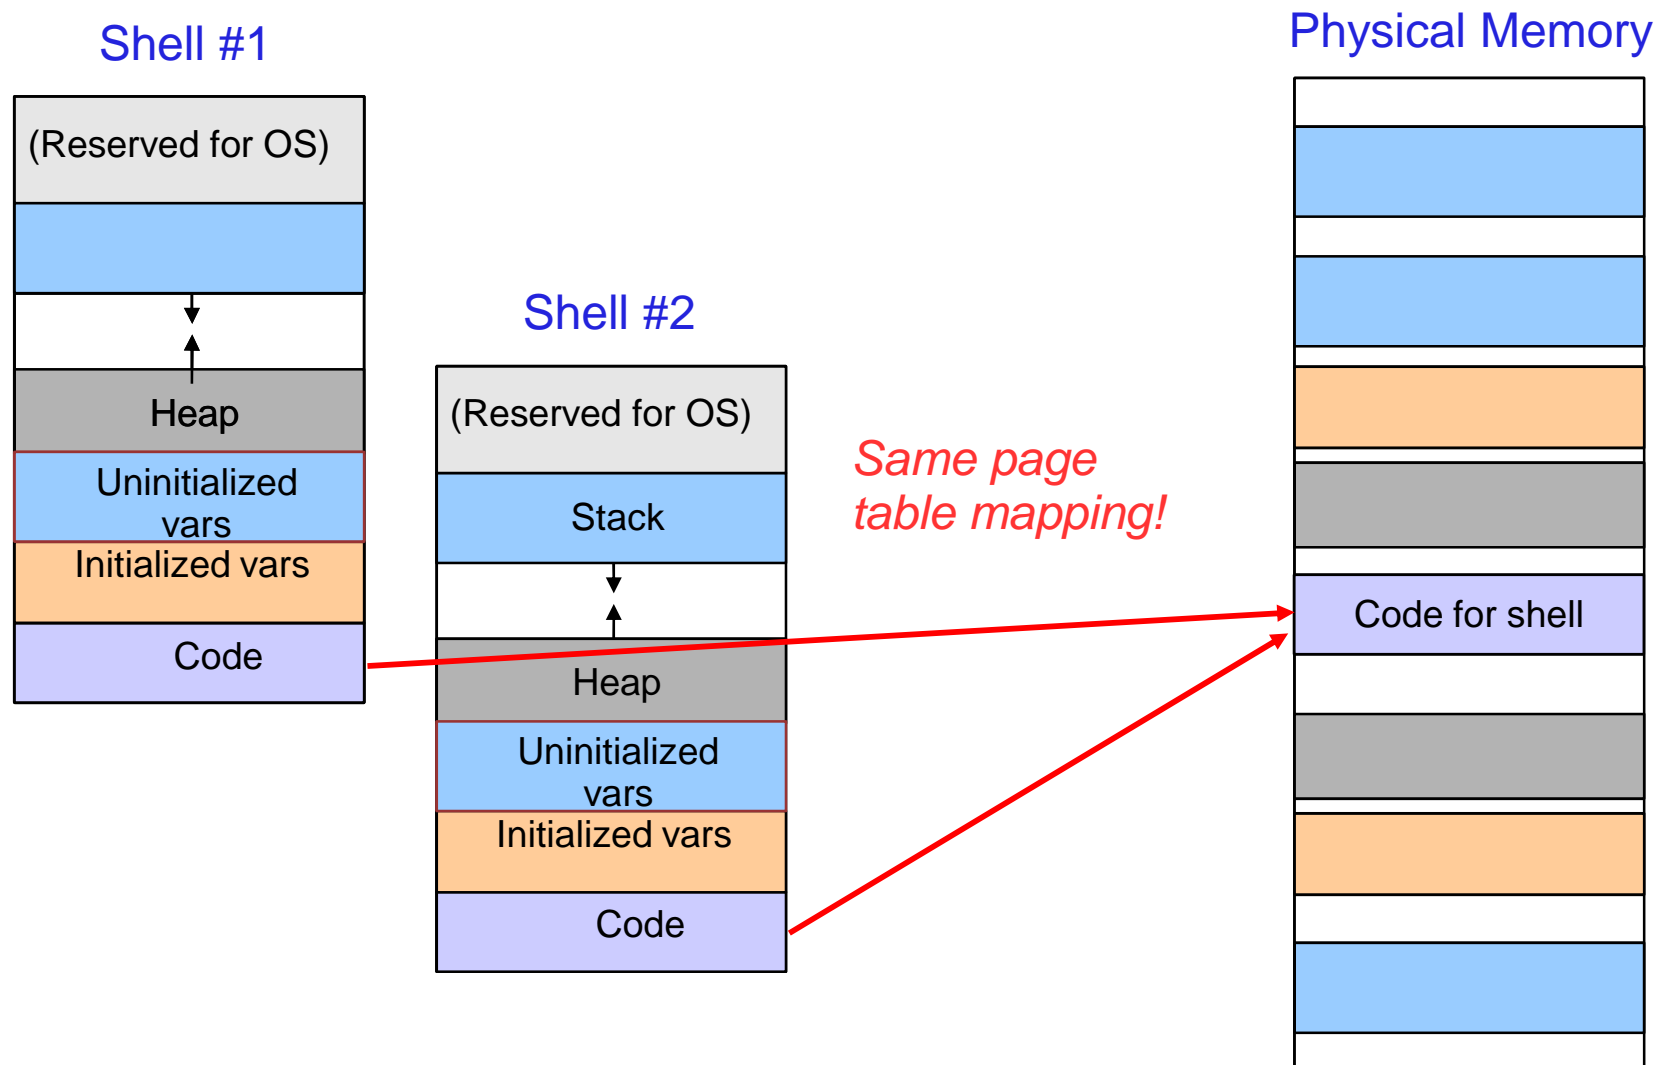 Shell #1
(Reserved for OS)
Heap
Uninitialized
vars
Initialized vars
Code
Shell #2
(Reserved for OS)
Stack
Heap
Uninitialized
vars
Initialized vars
Code
Same page
table mapping!
Physical Memory
Code for shell